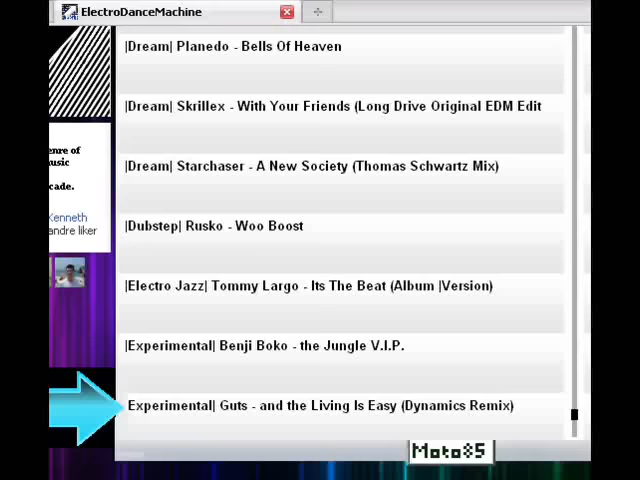 ElectroDanceMachine
|Dream| Planedo - Bells Of Heaven
|Dream| Skrillex - With Your Friends (Long Drive Original EDM Edit
|Dream| Starchaser - A New Society (Thomas Schwartz Mix)
|Dubstep| Rusko - Woo Boost
|Electro Jazz| Tommy Largo - Its The Beat (Album |Version)
|Experimental| Benji Boko - the Jungle V.I.P.
Experimental| Guts - and the Living Is Easy (Dynamics Remix)
enre of
usic
cade.
Kenneth
andre liker
Moto85